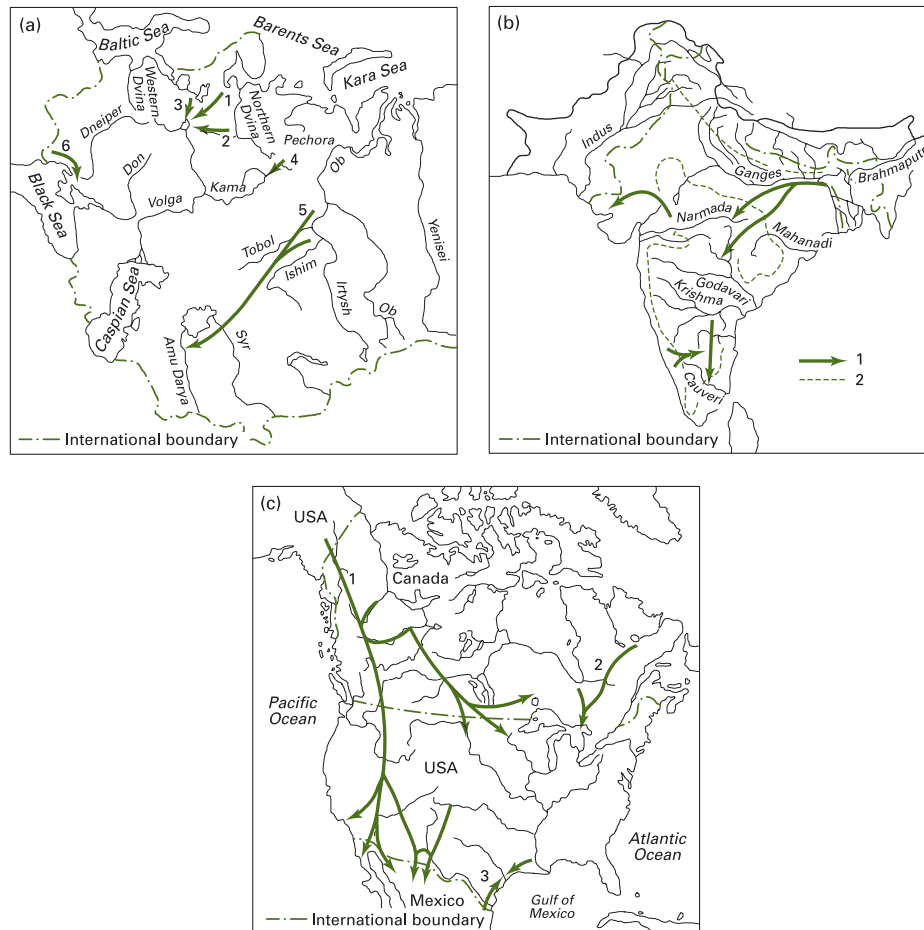 (a)
Baltic Sea
Barents Sea
Kara Sea
Western
Dvina
3
1
Northern
Dvina
Dneiper
2
Pechora
6
Don
4
Ob
Black Sea
Volga
Kama
5
Yenisei
Tobol
Ishim
Irtysh
Ob
Caspian Sea
Syr
Amu Darya
International boundary
(b)
Indus
Ganges
Brahmaputra
Narmada
Mahanadi
Godavari
Krishma
1
2
Cauveri
International boundary
(c)
USA
1
Canada
2
Pacific
Ocean
USA
Atlantic
Ocean
3
Mexico
Gulf of
Mexico
International boundary